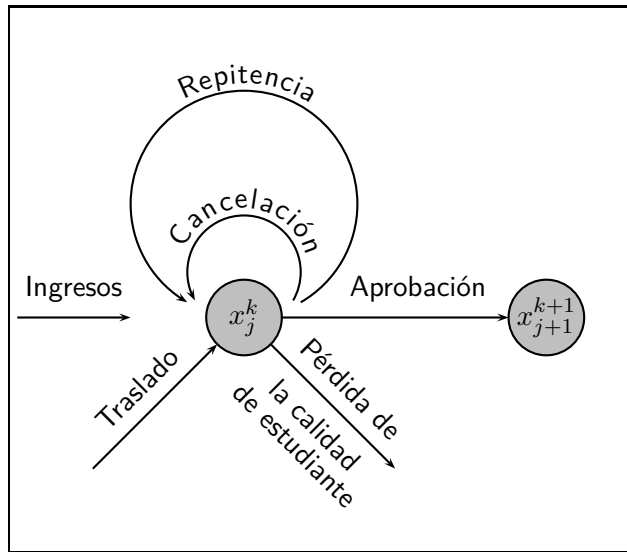 Repitencia
Cancelación
Ingresos
x_j^k
Aprobación
x_{j+1}^{k+1}
Traslado
Pérdida de
la calidad
de estudiante